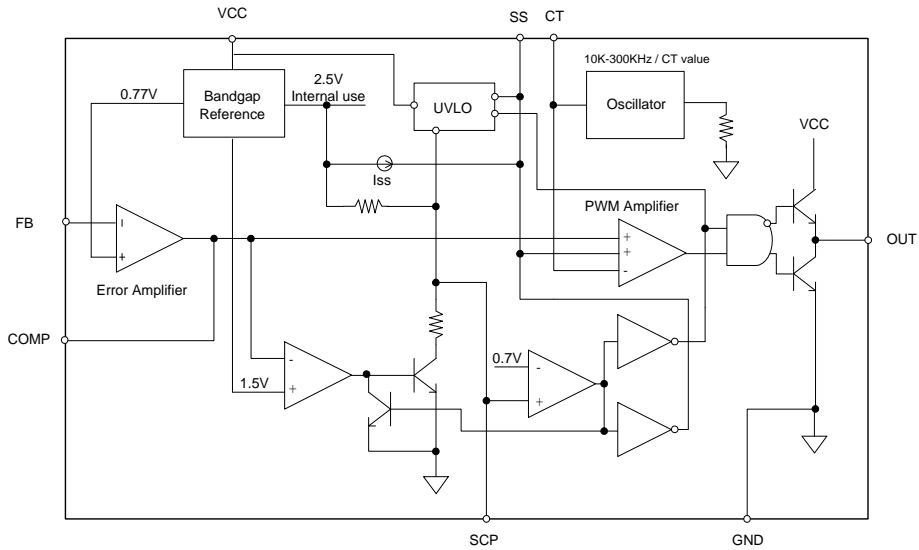 VCC
SS
CT
10K-300KHz / CT value
2.5V
Internal use
0.77V
Bandgap
Reference
UVLO
Oscillator
VCC
Iss
PWM Amplifier
FB
-
+
+
+
-
OUT
Error Amplifier
COMP
0.7V
-
-
1.5V
+
+
SCP
GND